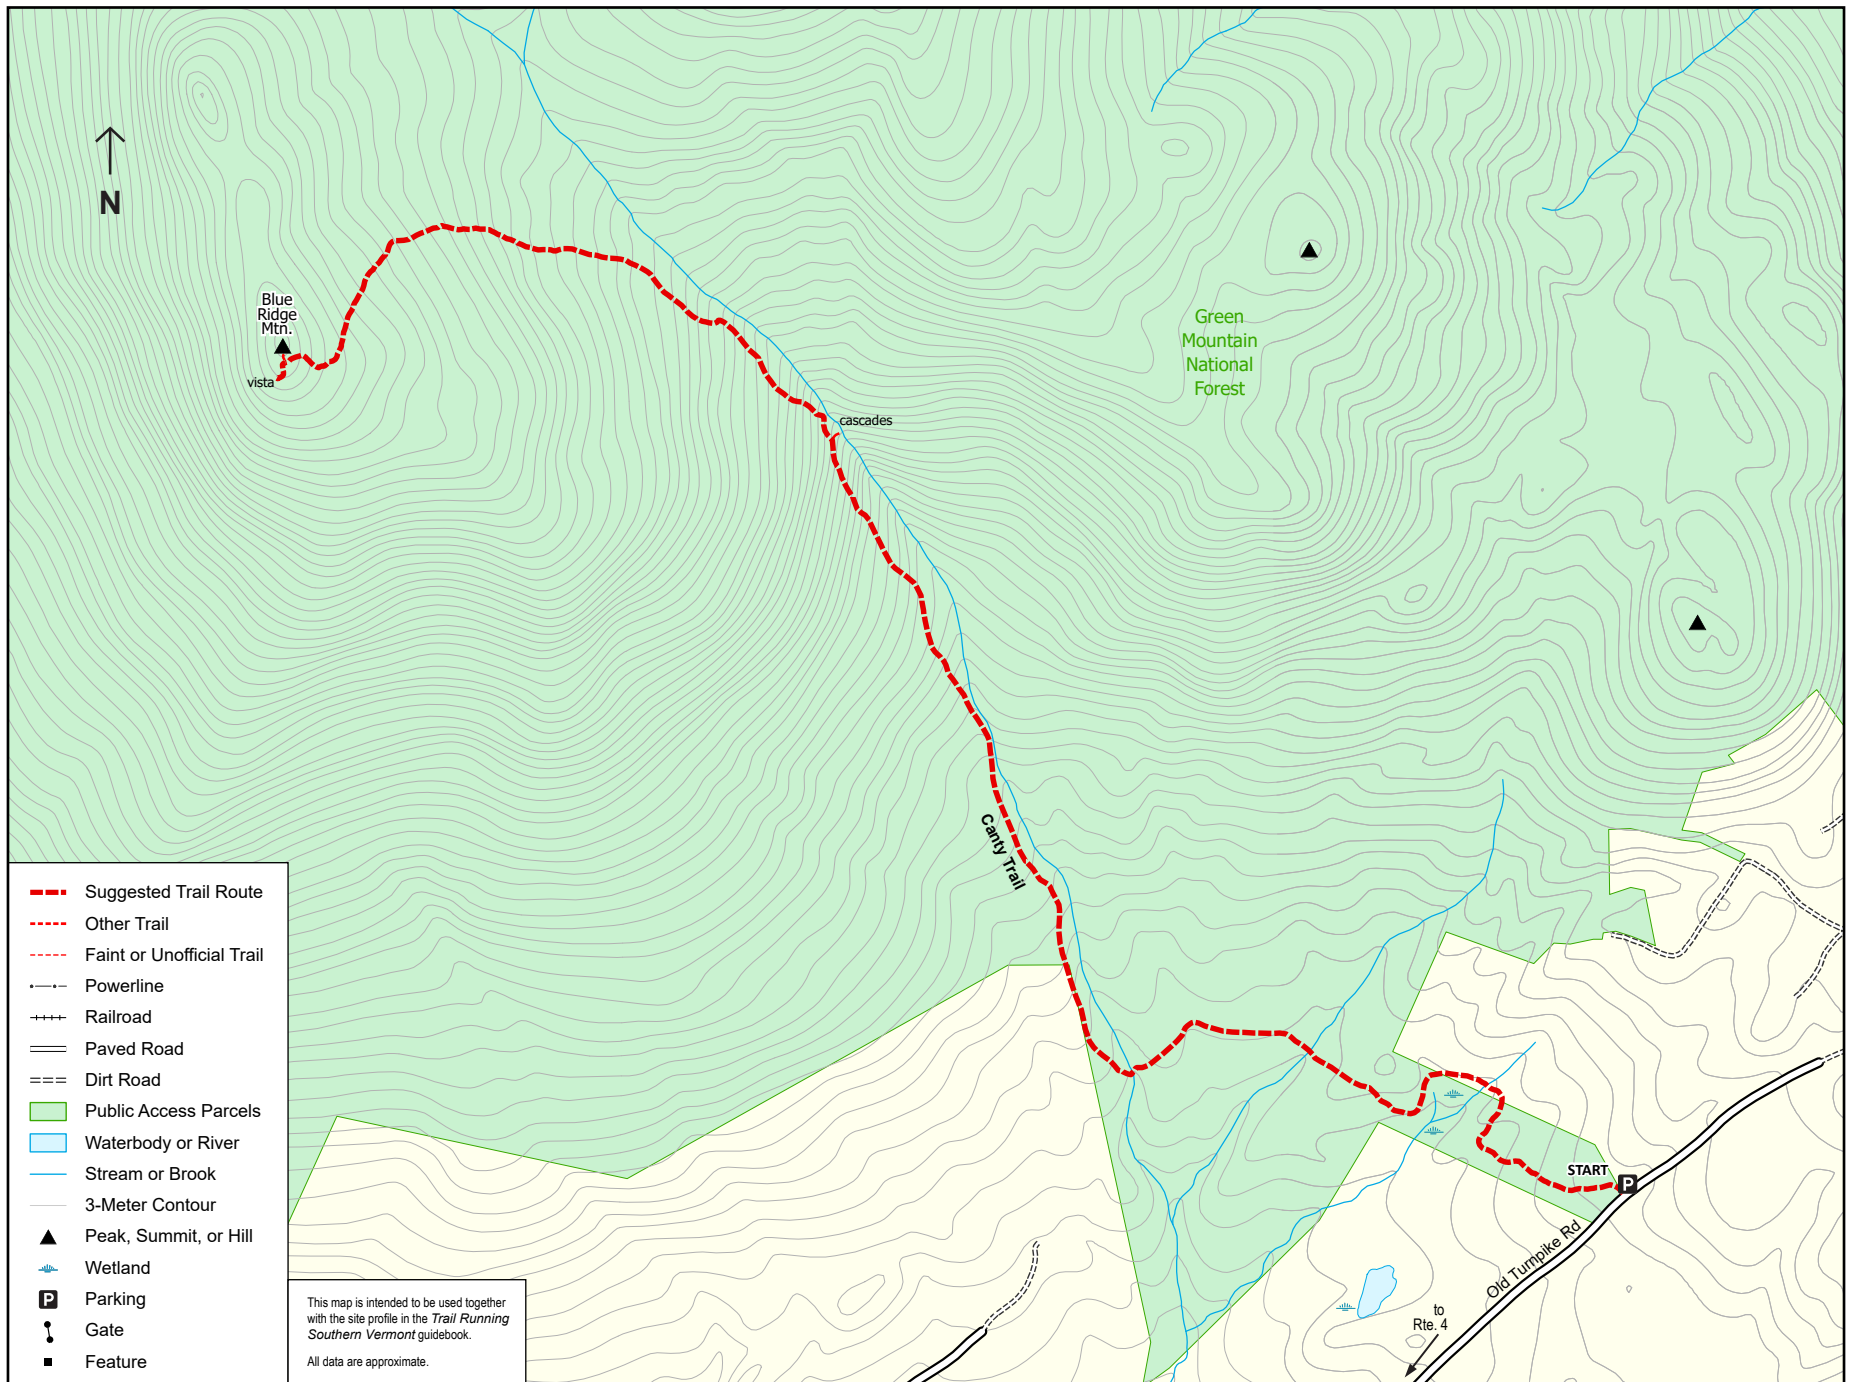 N
Blue
Ridge
Mtn.
vista
cascades
Green
Mountain
National
Forest
Canty Trail
START
P
Old Turnpike Rd
to
Rte. 4
Suggested Trail Route
Other Trail
Faint or Unofficial Trail
Powerline
Railroad
Paved Road
Dirt Road
Public Access Parcels
Waterbody or River
Stream or Brook
3-Meter Contour
Peak, Summit, or Hill
Wetland
P Parking
Gate
Feature
This map is intended to be used together
with the site profile in the Trail Running
Southern Vermont guidebook.
All data are approximate.